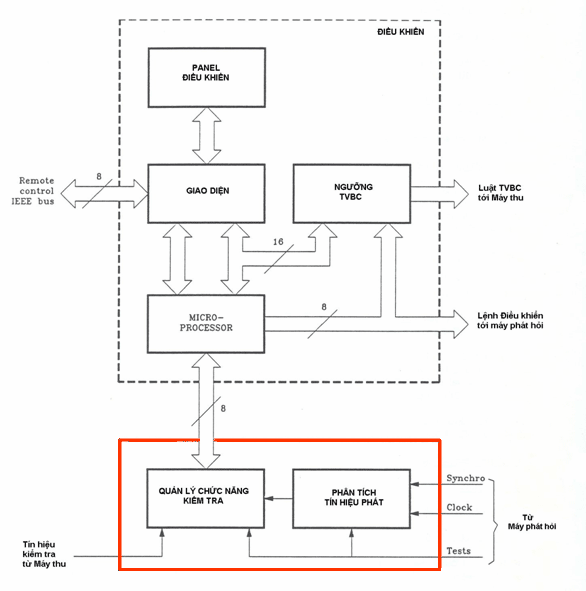 ĐIỀU KHIỂN
PANEL
ĐIỀU KHIỂN
Remote
control
IEEE bus
8
GIAO DIỆN
NGƯỠNG
TVBC
Luật TVBC
tới Máy thu
16
MICRO-
PROCESSOR
8
Lệnh Điều khiển
tới máy phát hỏi
8
QUẢN LÝ CHỨC NĂNG
KIỂM TRA
PHÂN TÍCH
TÍN HIỆU PHÁT
Synchro
Clock
Từ
Máy phát hỏi
Tests
Tín hiệu
kiểm tra
từ Máy thu